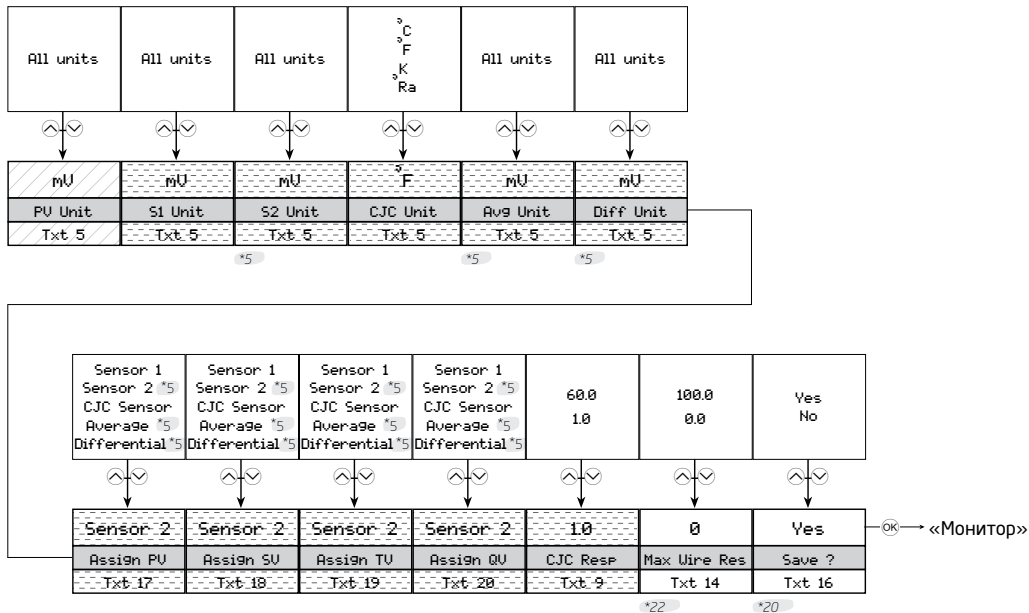 All units All units All units °C All units All units
°F
°K
°Ra
mV mV mV °F mV mV
PV Unit S1 Unit S2 Unit CJC Unit Avg Unit Diff Unit
Txt 5 Txt 5 Txt 5 Txt 5 Txt 5 Txt 5
*5 *5 *5
Sensor 1 Sensor 1 Sensor 1 Sensor 1
Sensor 2 *5 Sensor 2 *5 Sensor 2 *5 Sensor 2 *5 60.0 100.0 Yes
CJC Sensor CJC Sensor CJC Sensor CJC Sensor 1.0 0.0 No
Average *5 Average *5 Average *5 Average *5
Differential*5 Differential*5 Differential*5 Differential*5
Sensor 2 Sensor 2 Sensor 2 Sensor 2 1.0 0 Yes OK «Монитор»
Assign PV Assign SV Assign TV Assign QV CJC Resp Max Wire Res Save ?
Txt 17 Txt 18 Txt 19 Txt 20 Txt 9 Txt 14 Txt 16
*22 *20